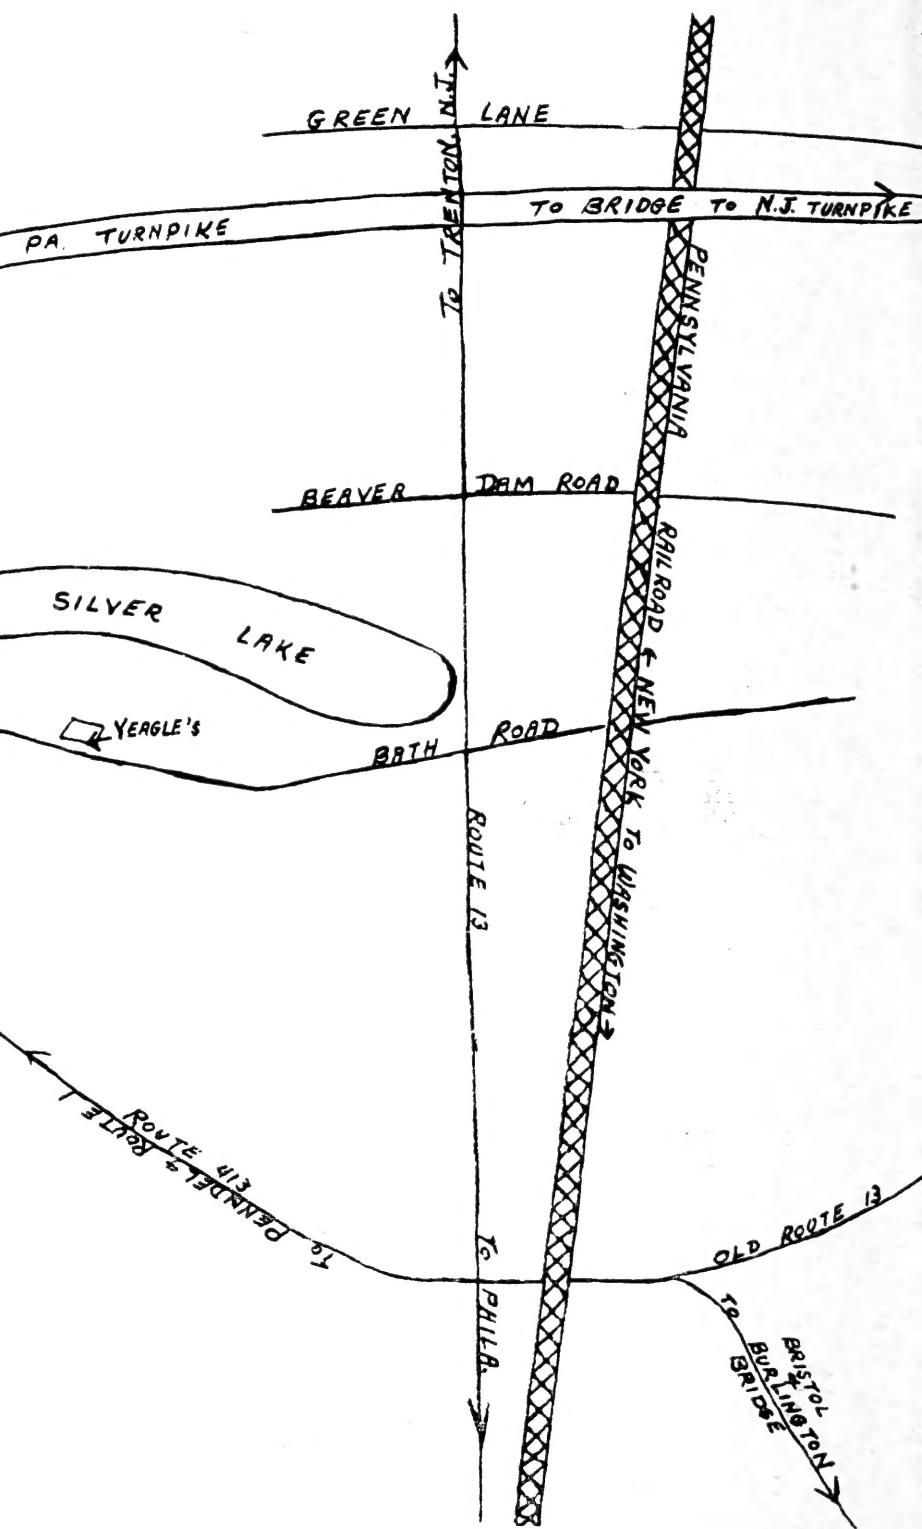 GREEN LANE
TO TRENTON, N.J.
PA. TURNPIKE
TO BRIDGE TO N.J. TURNPIKE
PENNSYLVANIA RAILROAD ← NEW YORK TO WASHINGTON →
BEAVER DAM ROAD
SILVER LAKE
YEAGLE'S
BATH ROAD
ROUTE 13
ROUTE 413
TO PENNDEL & ROUTE 1
TO PHILA.
OLD ROUTE 13
TO
BRISTOL
&
BURLINGTON
BRIDGE